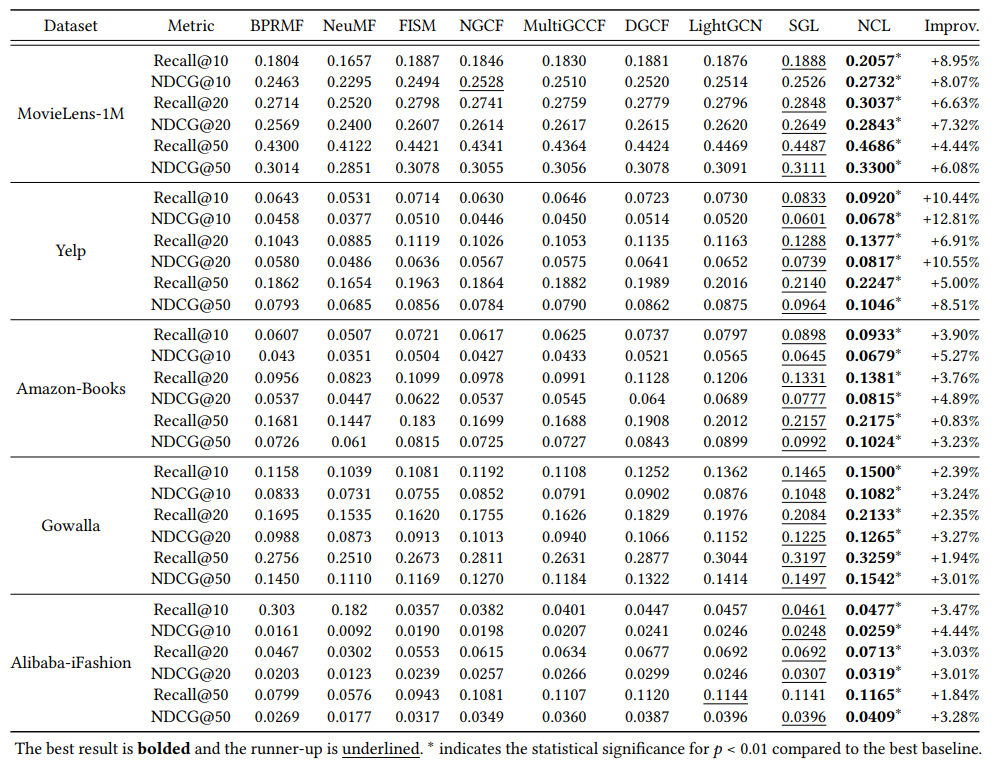 Dataset Metric BPRMF NeuMF FISM NGCF MultiGCCF DGCF LightGCN SGL NCL Improv.
Recall@10 0.1804 0.1657 0.1887 0.1846 0.1830 0.1881 0.1876 0.1888 0.2057* +8.95%
NDCG@10 0.2463 0.2295 0.2494 0.2528 0.2510 0.2520 0.2514 0.2526 0.2732* +8.07%
Recall@20 0.2714 0.2520 0.2798 0.2741 0.2759 0.2779 0.2796 0.2848 0.3037* +6.63%
MovieLens-1M
NDCG@20 0.2569 0.2400 0.2607 0.2614 0.2617 0.2615 0.2620 0.2649 0.2843* +7.32%
Recall@50 0.4300 0.4122 0.4421 0.4341 0.4364 0.4424 0.4469 0.4487 0.4686* +4.44%
NDCG@50 0.3014 0.2851 0.3078 0.3055 0.3056 0.3078 0.3091 0.3111 0.3300* +6.08%
Recall@10 0.0643 0.0531 0.0714 0.0630 0.0646 0.0723 0.0730 0.0833 0.0920* +10.44%
NDCG@10 0.0458 0.0377 0.0510 0.0446 0.0450 0.0514 0.0520 0.0601 0.0678* +12.81%
Recall@20 0.1043 0.0885 0.1119 0.1026 0.1053 0.1135 0.1163 0.1288 0.1377* +6.91%
Yelp
NDCG@20 0.0580 0.0486 0.0636 0.0567 0.0575 0.0641 0.0652 0.0739 0.0817* +10.55%
Recall@50 0.1862 0.1654 0.1963 0.1864 0.1882 0.1989 0.2016 0.2140 0.2247* +5.00%
NDCG@50 0.0793 0.0685 0.0856 0.0784 0.0790 0.0862 0.0875 0.0964 0.1046* +8.51%
Recall@10 0.0607 0.0507 0.0721 0.0617 0.0625 0.0737 0.0797 0.0898 0.0933* +3.90%
NDCG@10 0.043 0.0351 0.0504 0.0427 0.0433 0.0521 0.0565 0.0645 0.0679* +5.27%
Recall@20 0.0956 0.0823 0.1099 0.0978 0.0991 0.1128 0.1206 0.1331 0.1381* +3.76%
Amazon-Books
NDCG@20 0.0537 0.0447 0.0622 0.0537 0.0545 0.064 0.0689 0.0777 0.0815* +4.89%
Recall@50 0.1681 0.1447 0.183 0.1699 0.1688 0.1908 0.2012 0.2157 0.2175* +0.83%
NDCG@50 0.0726 0.061 0.0815 0.0725 0.0727 0.0843 0.0899 0.0992 0.1024* +3.23%
Recall@10 0.1158 0.1039 0.1081 0.1192 0.1108 0.1252 0.1362 0.1465 0.1500* +2.39%
NDCG@10 0.0833 0.0731 0.0755 0.0852 0.0791 0.0902 0.0876 0.1048 0.1082* +3.24%
Recall@20 0.1695 0.1535 0.1620 0.1755 0.1626 0.1829 0.1976 0.2084 0.2133* +2.35%
Gowalla
NDCG@20 0.0988 0.0873 0.0913 0.1013 0.0940 0.1066 0.1152 0.1225 0.1265* +3.27%
Recall@50 0.2756 0.2510 0.2673 0.2811 0.2631 0.2877 0.3044 0.3197 0.3259* +1.94%
NDCG@50 0.1450 0.1110 0.1169 0.1270 0.1184 0.1322 0.1414 0.1497 0.1542* +3.01%
Recall@10 0.303 0.182 0.0357 0.0382 0.0401 0.0447 0.0457 0.0461 0.0477* +3.47%
NDCG@10 0.0161 0.0092 0.0190 0.0198 0.0207 0.0241 0.0246 0.0248 0.0259* +4.44%
Recall@20 0.0467 0.0302 0.0553 0.0615 0.0634 0.0677 0.0692 0.0692 0.0713* +3.03%
Alibaba-iFashion
NDCG@20 0.0203 0.0123 0.0239 0.0257 0.0266 0.0299 0.0246 0.0307 0.0319* +3.01%
Recall@50 0.0799 0.0576 0.0943 0.1081 0.1107 0.1120 0.1144 0.1141 0.1165* +1.84%
NDCG@50 0.0269 0.0177 0.0317 0.0349 0.0360 0.0387 0.0396 0.0396 0.0409* +3.28%
The best result is bolded and the runner-up is underlined. * indicates the statistical significance for p < 0.01 compared to the best baseline.